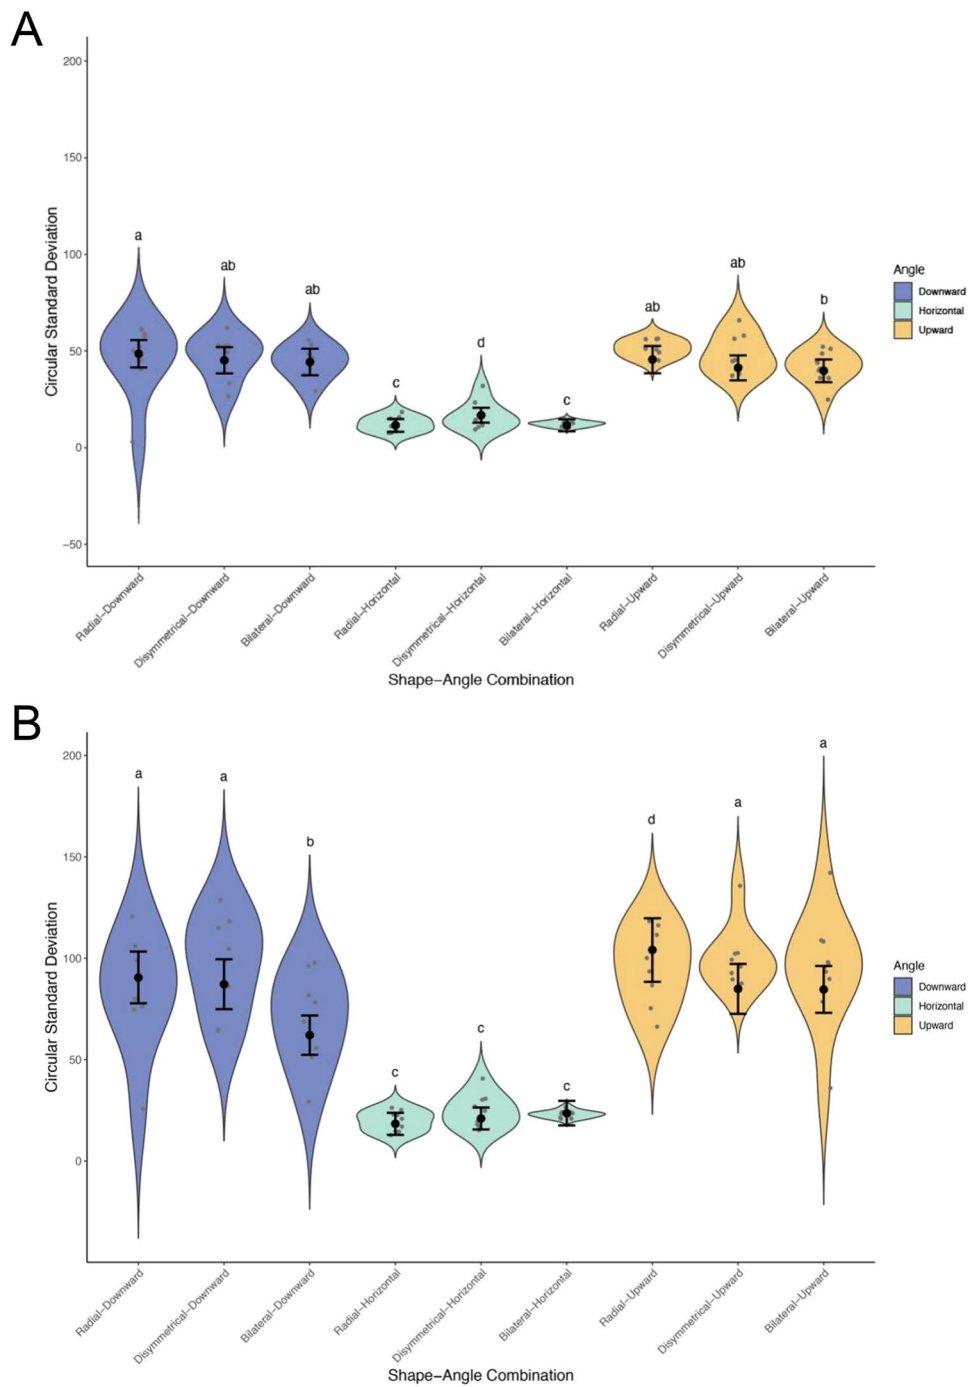 A
Circular Standard Deviation
200
150
100
50
0
−50
a
ab
ab
c
d
c
ab
ab
b
Radial−Downward
Disymmetrical−Downward
Bilateral−Downward
Radial−Horizontal
Disymmetrical−Horizontal
Bilateral−Horizontal
Radial−Upward
Disymmetrical−Upward
Bilateral−Upward
Shape−Angle Combination
Angle
Downward
Horizontal
Upward
B
Circular Standard Deviation
200
150
100
50
0
a
a
b
c
c
c
d
a
a
Radial−Downward
Disymmetrical−Downward
Bilateral−Downward
Radial−Horizontal
Disymmetrical−Horizontal
Bilateral−Horizontal
Radial−Upward
Disymmetrical−Upward
Bilateral−Upward
Shape−Angle Combination
Angle
Downward
Horizontal
Upward